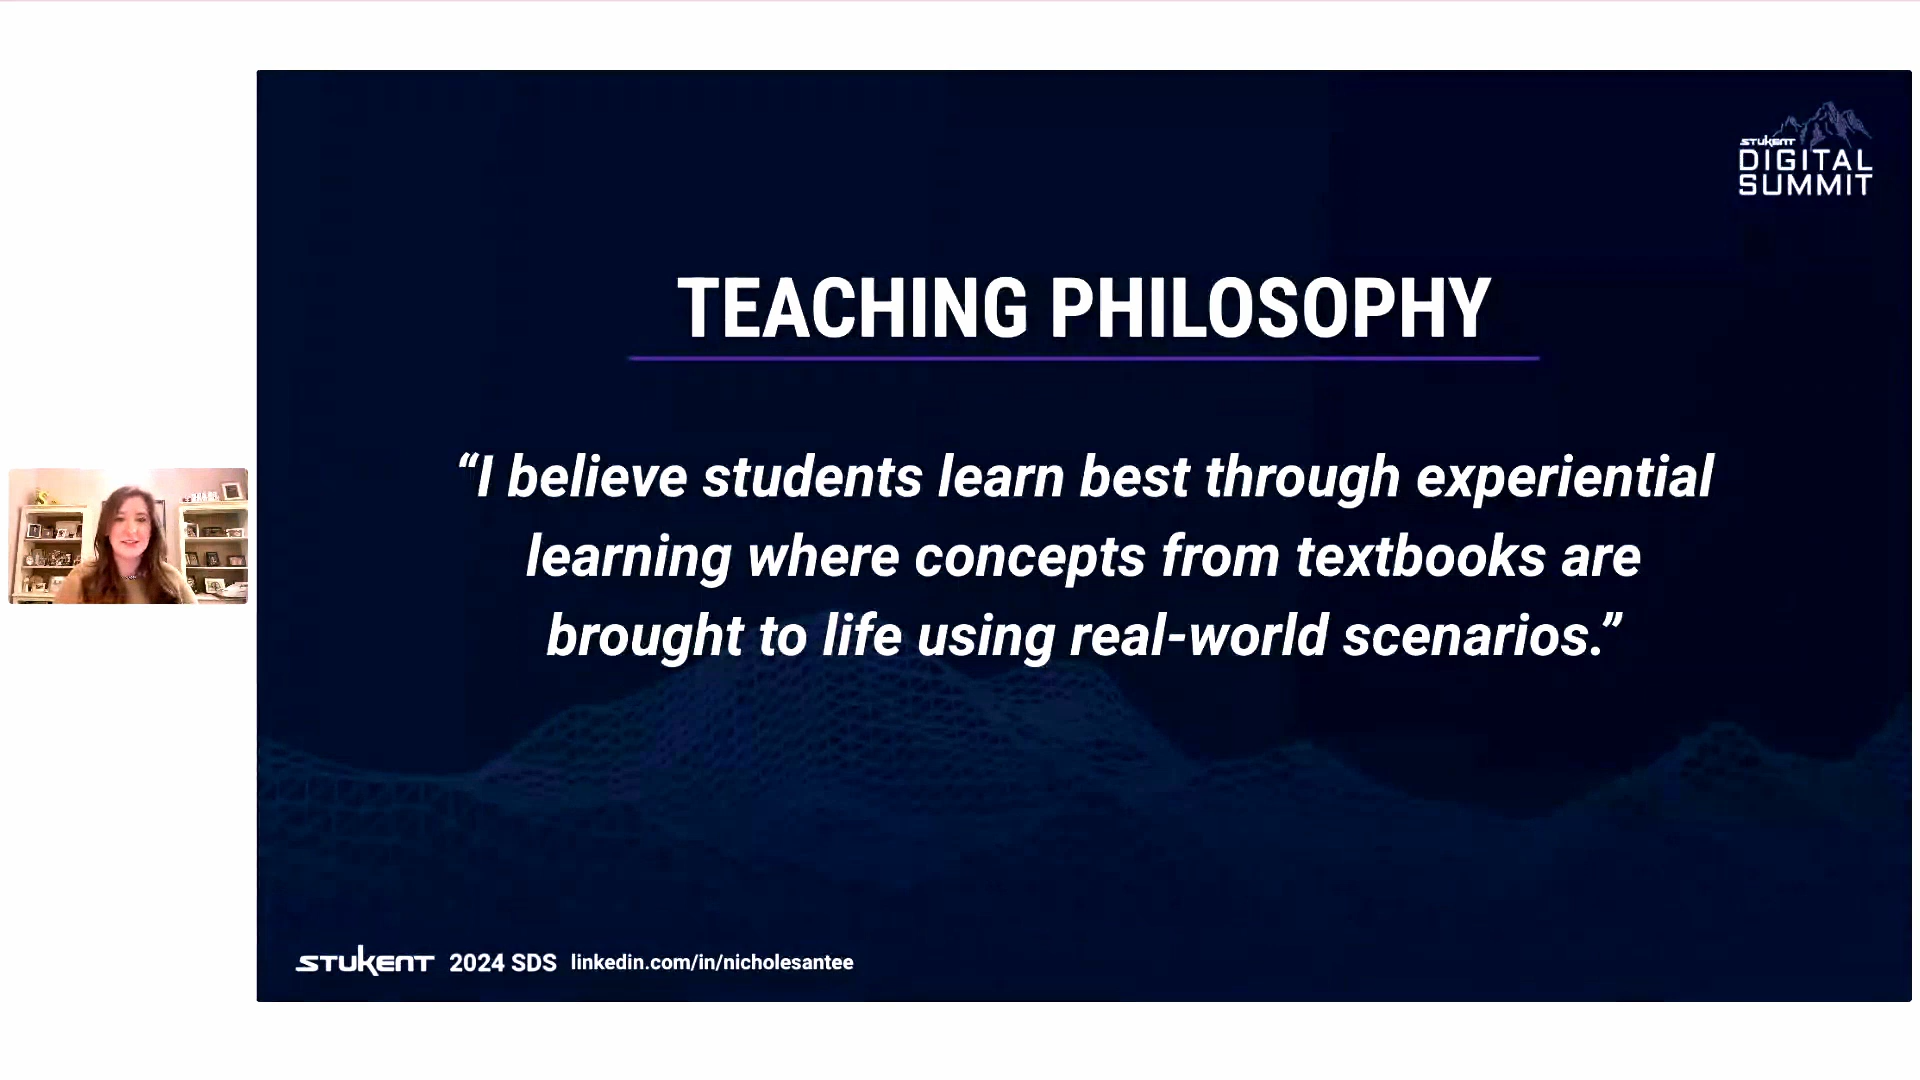 STUKENT
DIGITAL
SUMMIT
TEACHING PHILOSOPHY
“I believe students learn best through experiential
learning where concepts from textbooks are
brought to life using real-world scenarios.”
STUKENT 2024 SDS linkedin.com/in/nicholesantee